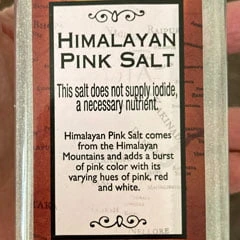 HIMALAYAN
PINK SALT
This salt does not supply iodide,
a necessary nutrient.
Himalayan Pink Salt comes
from the Himalayan
Mountains and adds a burst
of pink color with its
varying hues of pink, red
and white.